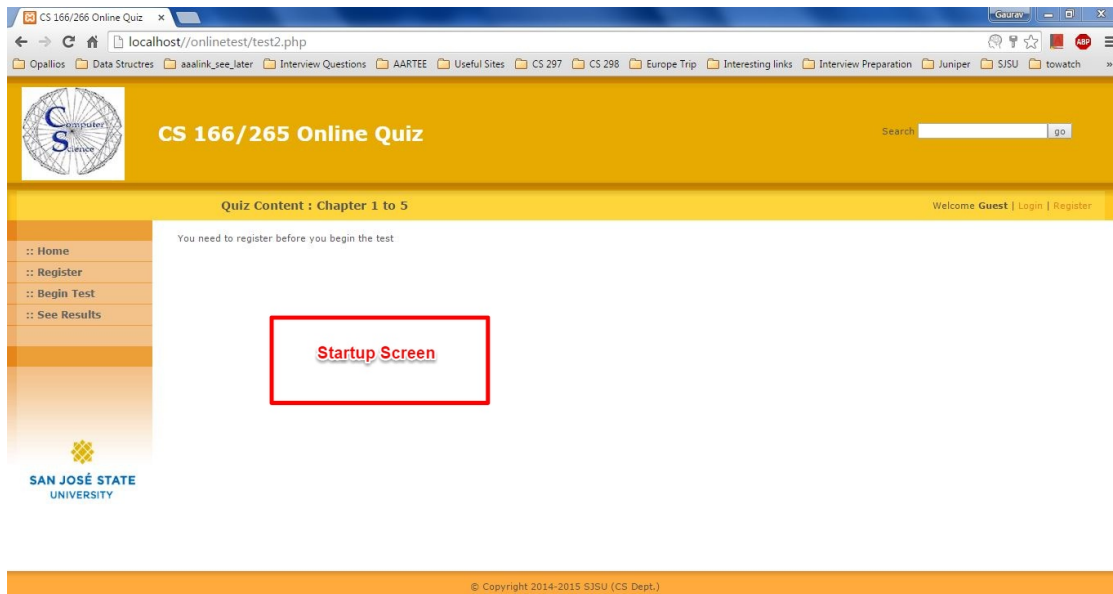 CS 166/266 Online Quiz
Gaurav
localhost//onlinetest/test2.php
ABP
Opallios Data Structres aaalink_see_later Interview Questions AARTEE Useful Sites CS 297 CS 298 Europe Trip Interesting links Interview Preparation Juniper SJSU towatch »
Computer
Science
CS 166/265 Online Quiz
Search go
Quiz Content : Chapter 1 to 5
Welcome Guest | Login | Register
You need to register before you begin the test
:: Home
:: Register
:: Begin Test
:: See Results
Startup Screen
SAN JOSÉ STATE
UNIVERSITY
© Copyright 2014-2015 SJSU (CS Dept.)